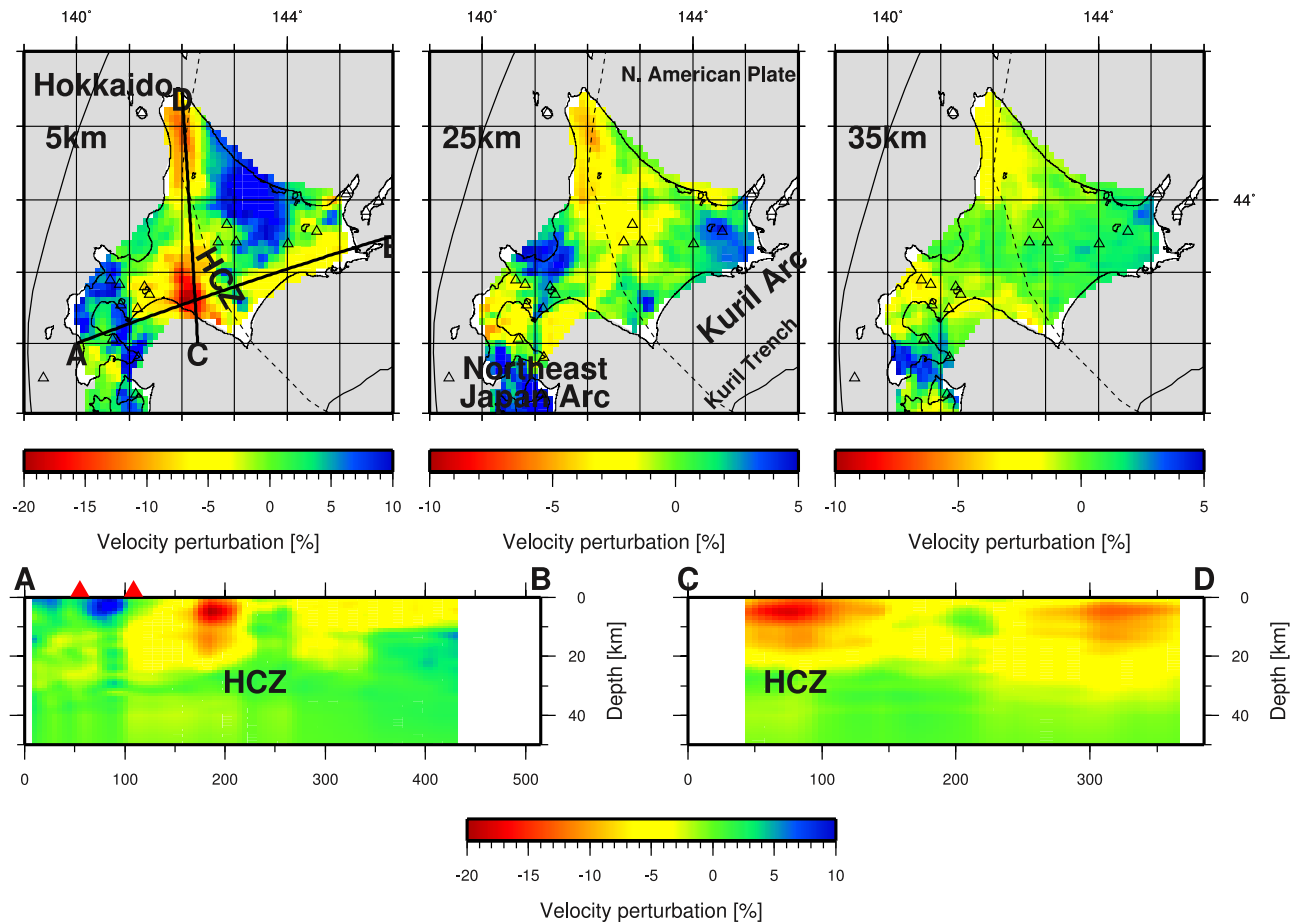 140˚ 144˚ 140˚ 144˚ 140˚ 144˚
Hokkaido
D
5km
HCZ
A
C
B
N. American Plate
25km
Kuril Arc
Kuril Trench
Northeast
Japan Arc
35km
44˚
-20 -15 -10 -5 0 5 10
Velocity perturbation [%]
-10 -5 0 5
Velocity perturbation [%]
-10 -5 0 5
Velocity perturbation [%]
A B
HCZ
0
20
40
Depth [km]
0 100 200 300 400 500
C D
HCZ
0
20
40
Depth [km]
0 100 200 300
-20 -15 -10 -5 0 5 10
Velocity perturbation [%]